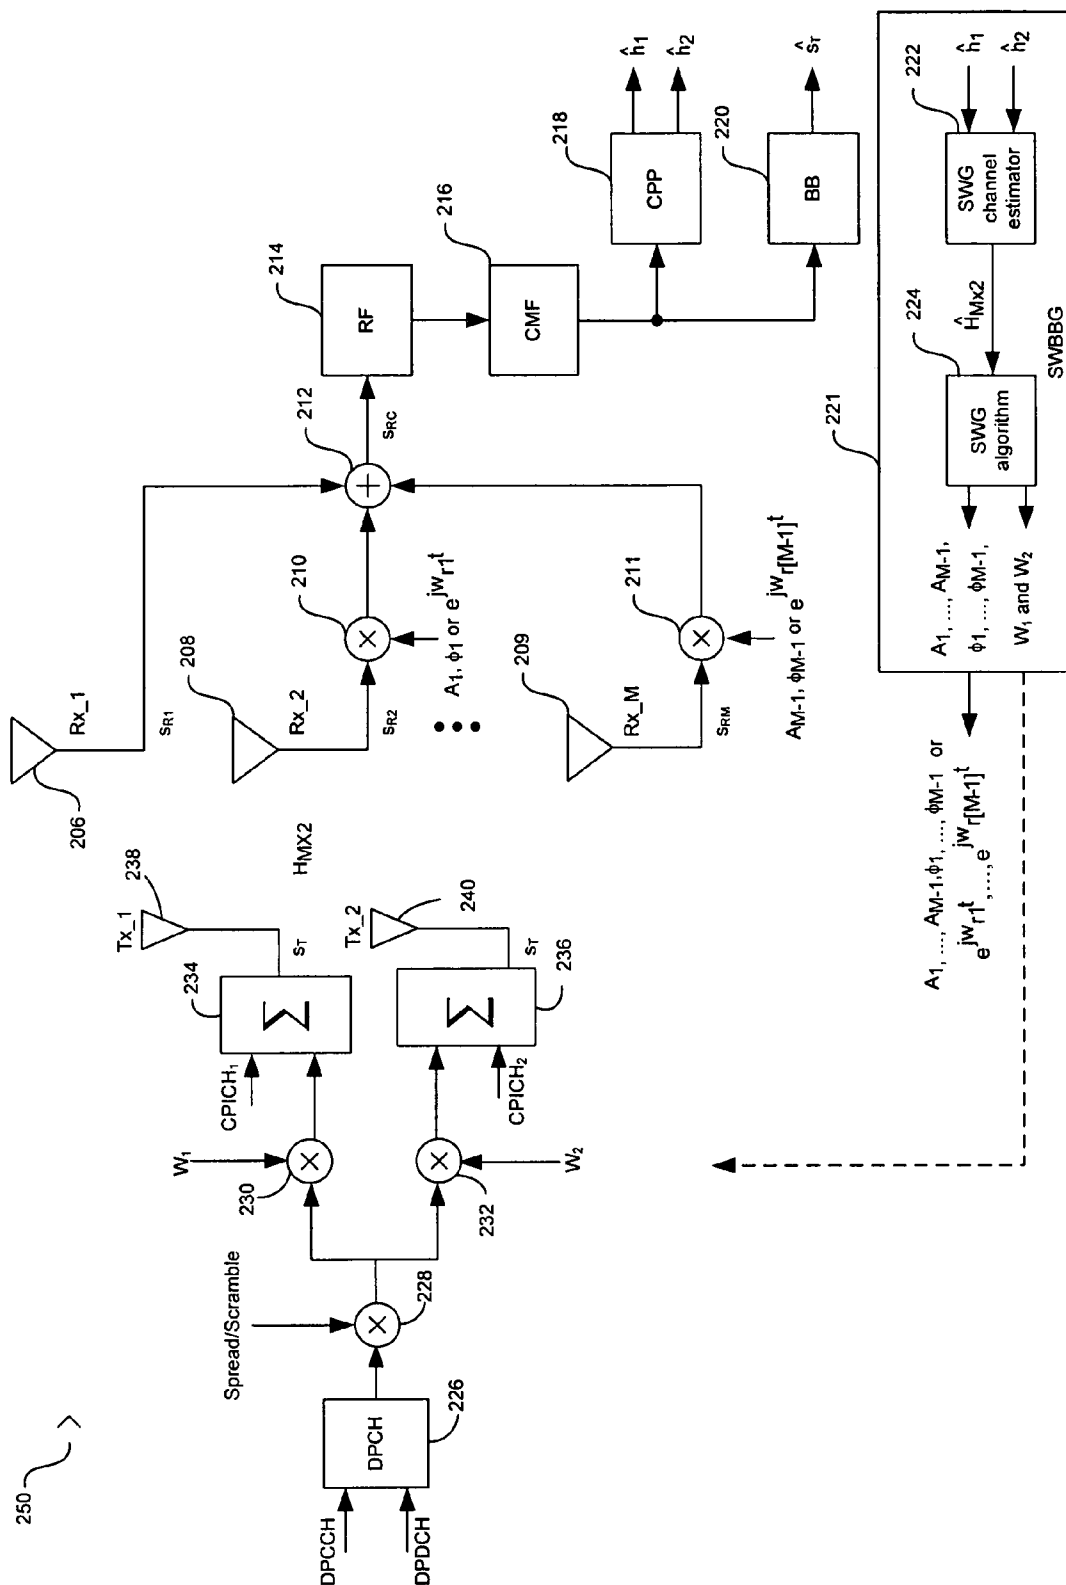 250
DPCCH
DPDCH
DPCH
226
Spread/Scramble
228
W1
230
232
W2
CPICH1
234
Σ
sT
Tx_1
238
CPICH2
Σ
236
sT
Tx_2
240
HMX2
206
Rx_1
sR1
208
Rx_2
sR2
210
A1, ϕ1 or e^jwr1t
209
Rx_M
sRM
211
AM-1, ϕM-1 or e^jwr[M-1]t
212
sRC
214
RF
216
CMF
218
CPP
ĥ1
ĥ2
220
BB
ŝT
221
222
SWG
channel
estimator
ĥ1
ĥ2
ĤMx2
224
SWG
algorithm
SWBBG
A1, ..., AM-1,
ϕ1, ..., ϕM-1,
W1 and W2
A1, ..., AM-1,ϕ1, ..., ϕM-1 or
e^jwr1t,...,e^jwr[M-1]t